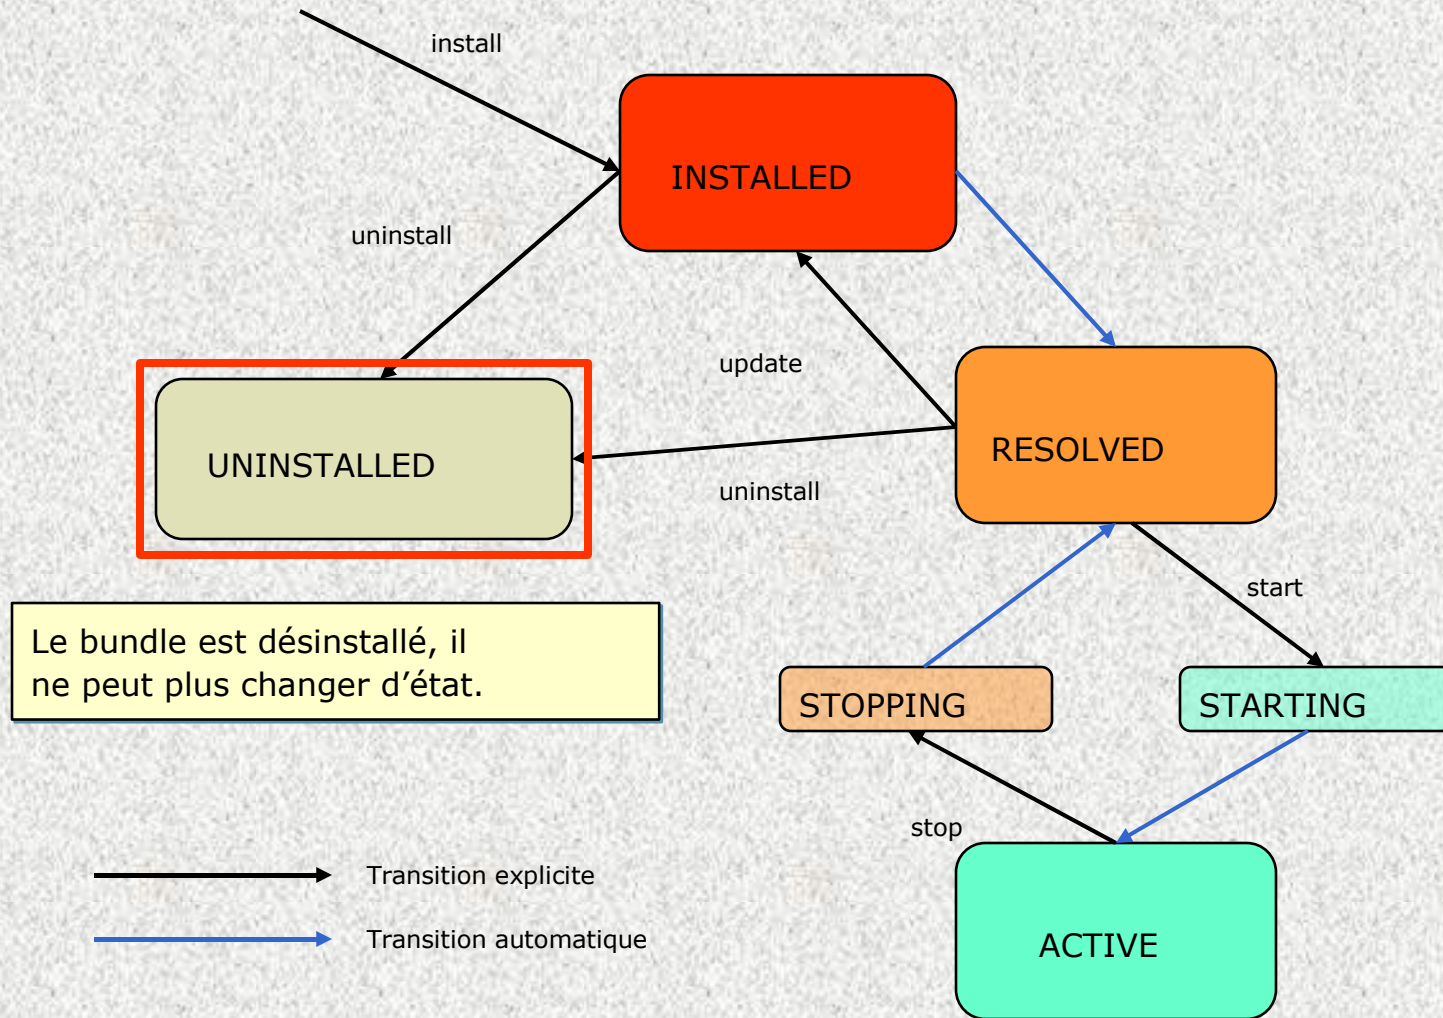 install
INSTALLED
uninstall
update
RESOLVED
UNINSTALLED
uninstall
start
Le bundle est désinstallé, il
ne peut plus changer d’état.
STOPPING
STARTING
stop
Transition explicite
Transition automatique
ACTIVE